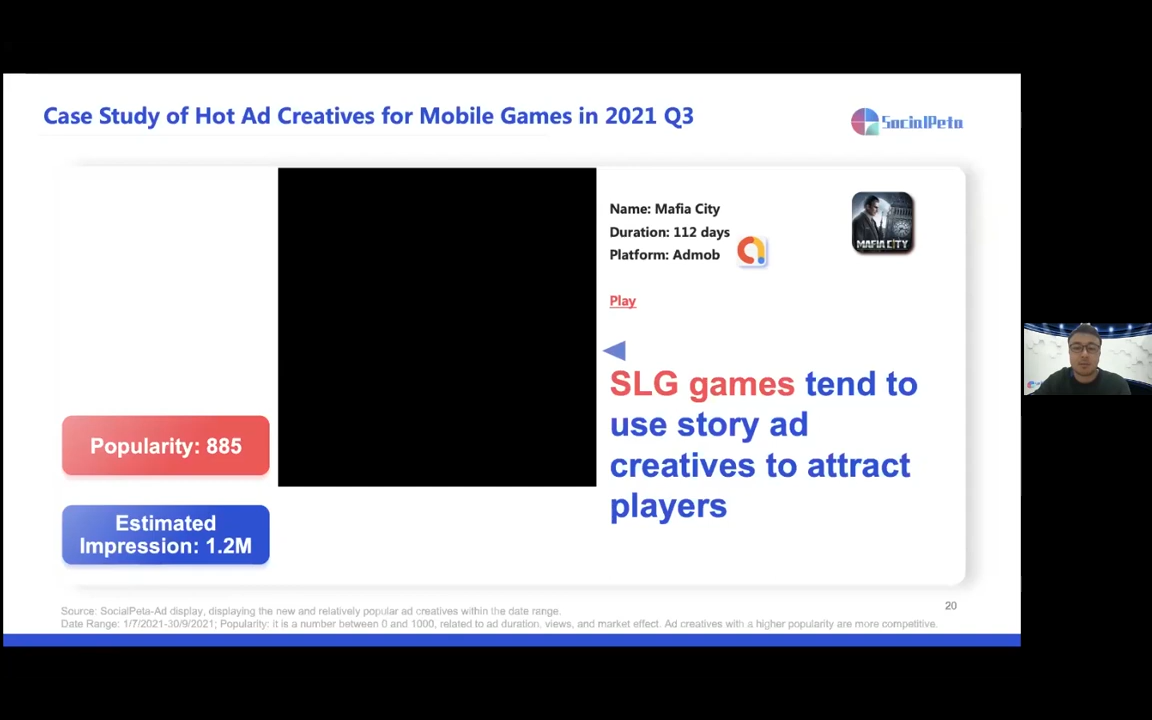 Case Study of Hot Ad Creatives for Mobile Games in 2021 Q3
SocialPeta
Name: Mafia City
Duration: 112 days
Platform: Admob
MAFIA CITY
Play
SLG games tend to
use story ad
creatives to attract
players
Popularity: 885
Estimated
Impression: 1.2M
Source: SocialPeta-Ad display, displaying the new and relatively popular ad creatives within the date range.
20
Date Range: 1/7/2021-30/9/2021; Popularity: it is a number between 0 and 1000, related to ad duration, views, and market effect. Ad creatives with a higher popularity are more competitive.